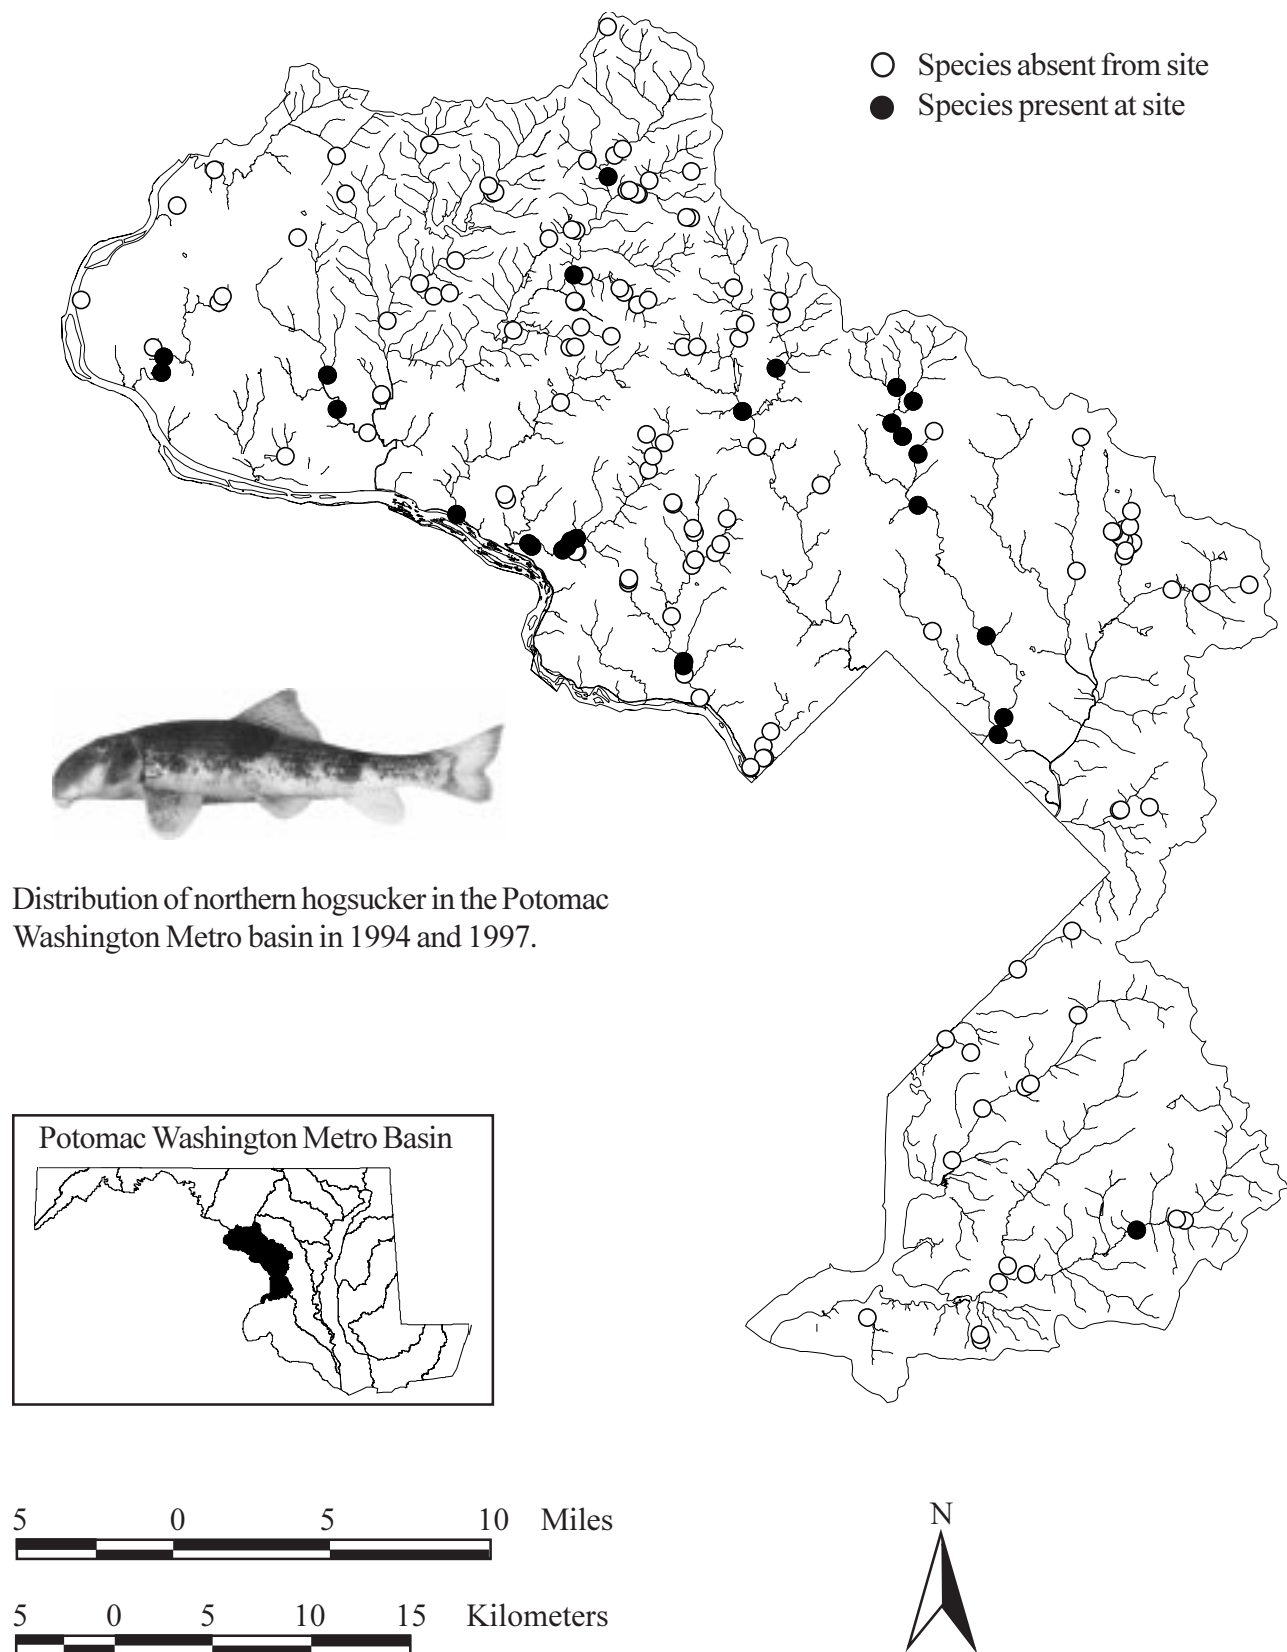 Species absent from site
Species present at site
Distribution of northern hogsucker in the Potomac
Washington Metro basin in 1994 and 1997.
Potomac Washington Metro Basin
5 0 5 10 Miles
N
5 0 5 10 15 Kilometers